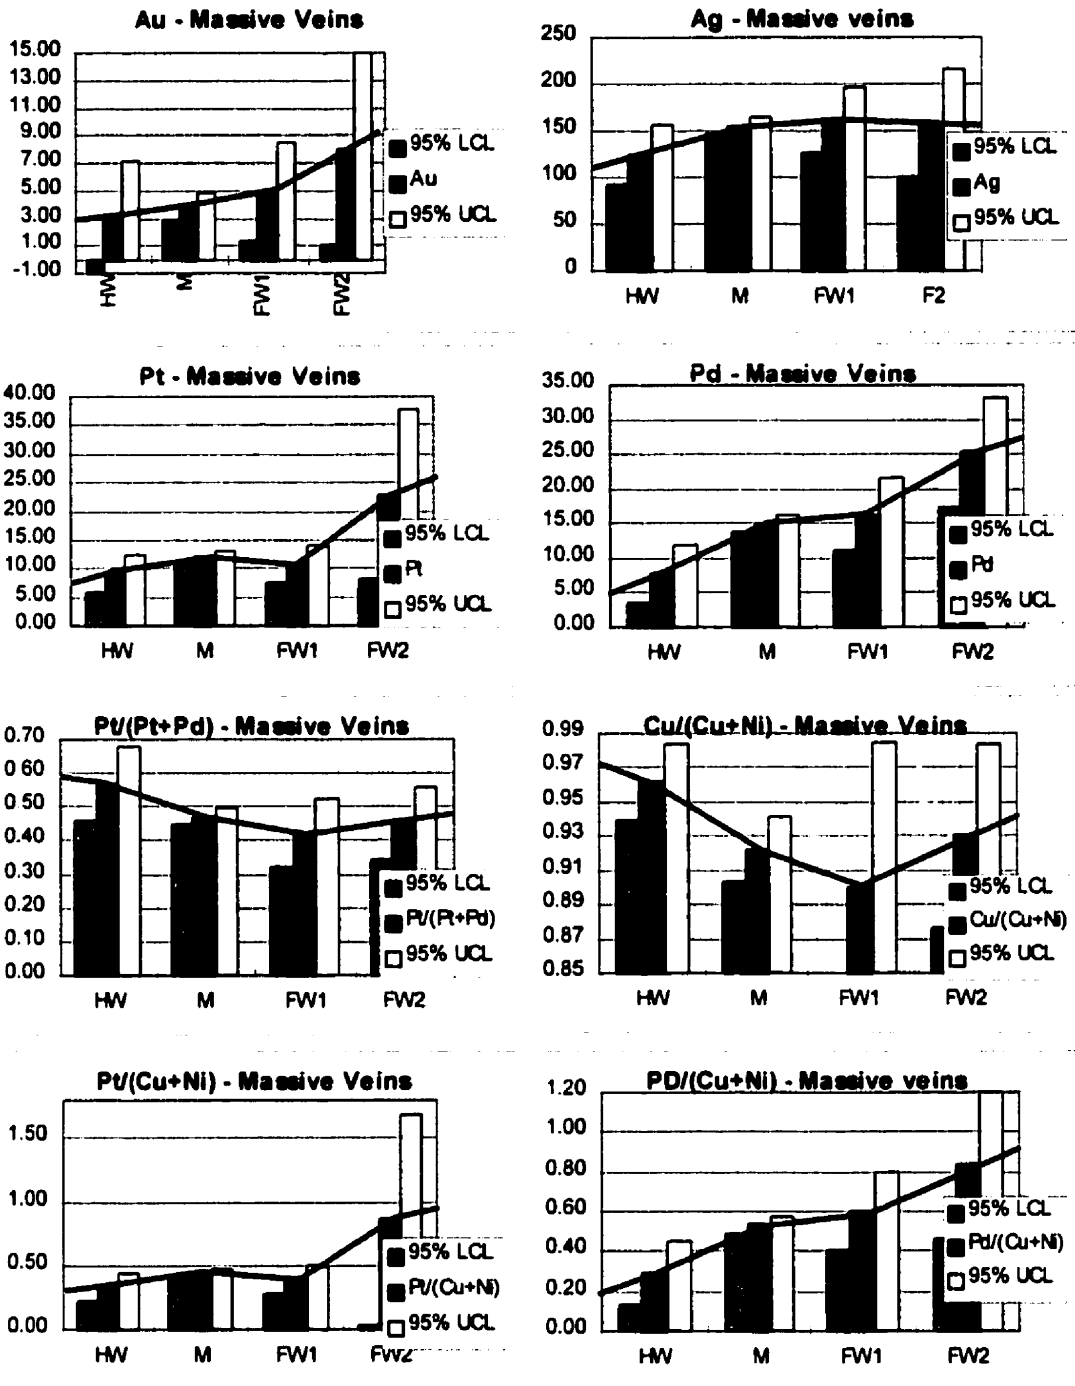 Au - Massive Veins
15.00
13.00
11.00
9.00
7.00
5.00
3.00
1.00
-1.00
HW
M
FW1
FW2
95% LCL
Au
95% UCL
Ag - Massive veins
250
200
150
100
50
0
HW
M
FW1
F2
95% LCL
Ag
95% UCL
Pt - Massive Veins
40.00
35.00
30.00
25.00
20.00
15.00
10.00
5.00
0.00
HW
M
FW1
FW2
95% LCL
Pt
95% UCL
Pd - Massive Veins
35.00
30.00
25.00
20.00
15.00
10.00
5.00
0.00
HW
M
FW1
FW2
95% LCL
Pd
95% UCL
Pt/(Pt+Pd) - Massive Veins
0.70
0 60
0.50
0.40
0.30
0.20
0.10
0.00
HW
M
FW1
FW2
95% LCL
Pt/(Pt+Pd)
95% UCL
Cu/(Cu+Ni) - Massive Veins
0.99
0.97
0.95
0.93
0.91
0.89
0.87
0.85
HW
M
FW1
FW2
95% LCL
Cu/(Cu+Ni)
95% UCL
Pt/(Cu+Ni) - Massive Veins
1.50
1.00
0.50
0.00
HW
M
FW1
FW2
95% LCL
Pt/(Cu+Ni)
95% UCL
PD/(Cu+Ni) - Massive veins
1.20
1.00
0.80
0.60
0.40
0.20
0.00
HW
M
FW1
FW2
95% LCL
Pd/(Cu+Ni)
95% UCL